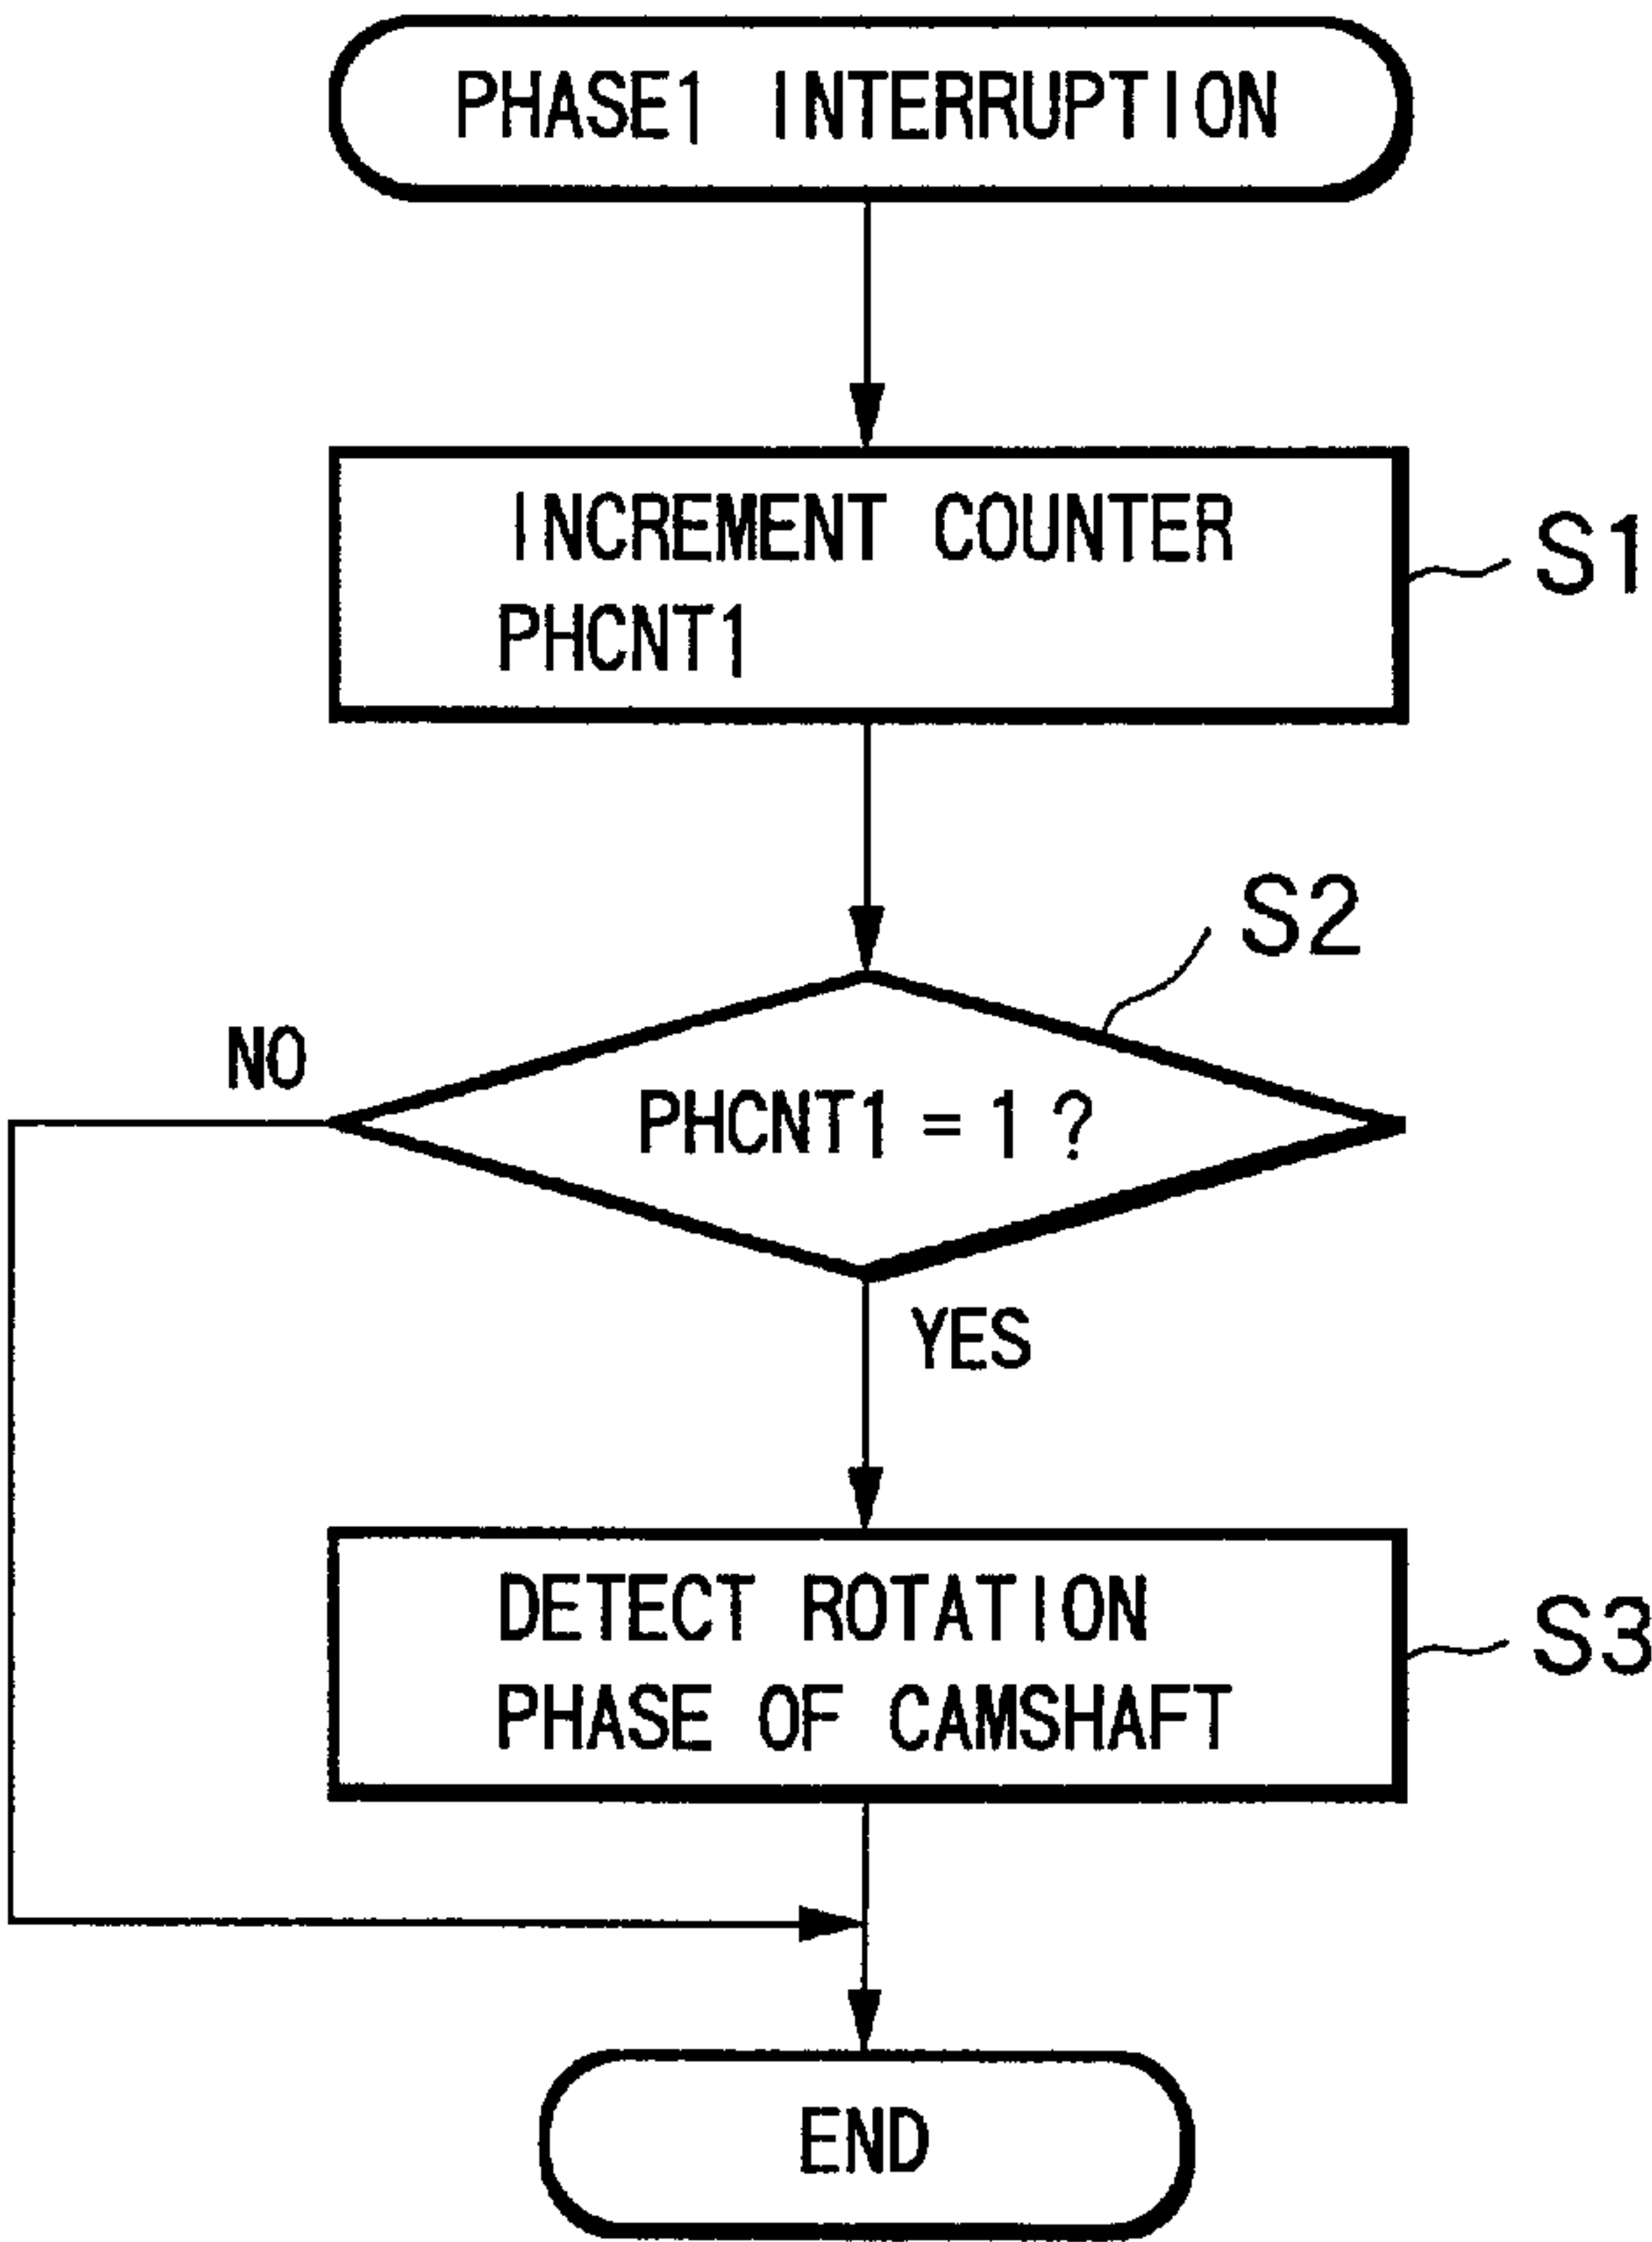 PHASE1 INTERRUPTION
INCREMENT COUNTER
PHCNT1
S1
S2
NO
PHCNT1 = 1 ?
YES
DETECT ROTATION
PHASE OF CAMSHAFT
S3
END